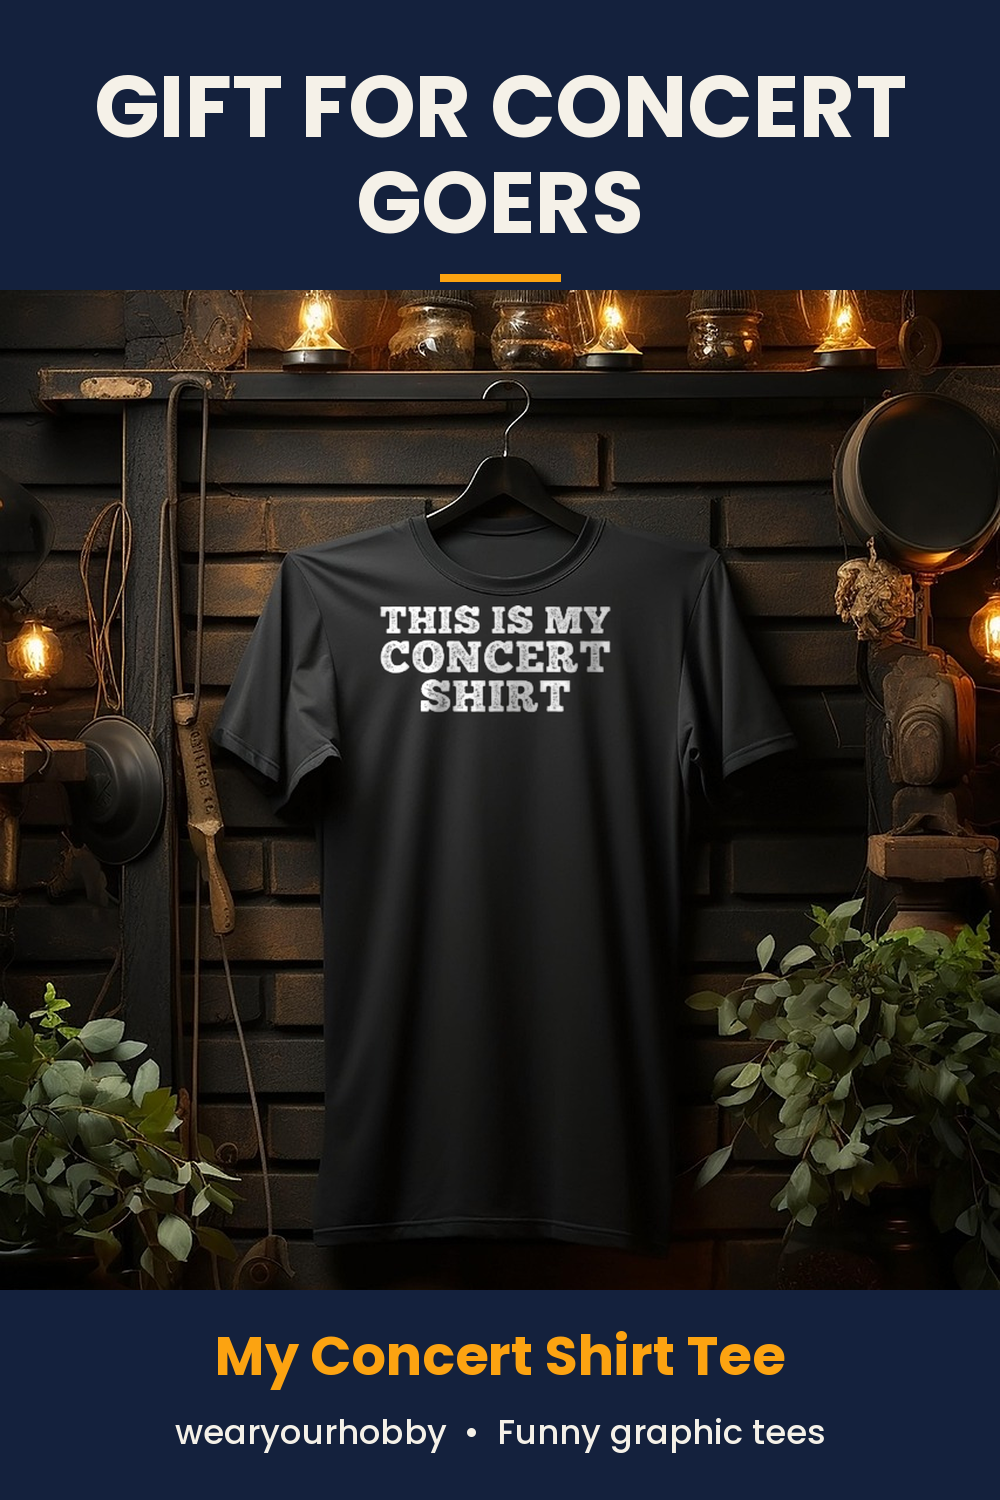 GIFT FOR CONCERT
GOERS
THIS IS MY
CONCERT
SHIRT
My Concert Shirt Tee
wearyourhobby • Funny graphic tees